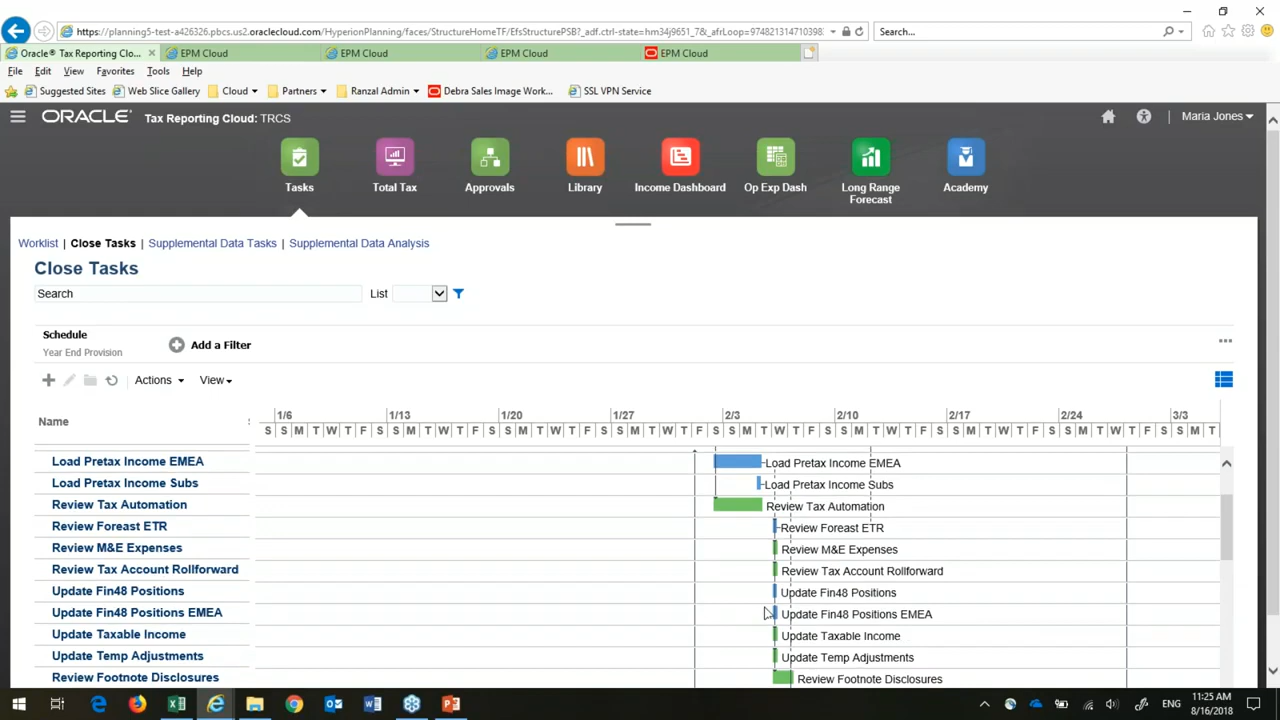 https://planning5-test-a426326.pbcs.us2.oraclecloud.com/HyperionPlanning/faces/StructureHomeTF/EfsStructurePSB?_adf.ctrl-state=hm34j9651_7&_afrLoop=974821314710398 Search...
Oracle® Tax Reporting Clo... EPM Cloud EPM Cloud EPM Cloud EPM Cloud
File Edit View Favorites Tools Help
Suggested Sites Web Slice Gallery Cloud Partners Ranzal Admin Debra Sales Image Work... SSL VPN Service
ORACLE® Tax Reporting Cloud: TRCS Maria Jones
Tasks Total Tax Approvals Library Income Dashboard Op Exp Dash Long Range Forecast Academy
Worklist | Close Tasks | Supplemental Data Tasks | Supplemental Data Analysis
Close Tasks
Search List
Schedule
Year End Provision
Add a Filter
Actions View
1/6 1/13 1/20 1/27 2/3 2/10 2/17 2/24 3/3
Name
S S M T W T F S S M T W T F S S M T W T F S S M T W T F S S M T W T F S S M T W T F S S M T W T F S S M T
Load Pretax Income EMEA Load Pretax Income EMEA
Load Pretax Income Subs Load Pretax Income Subs
Review Tax Automation Review Tax Automation
Review Foreast ETR Review Foreast ETR
Review M&E Expenses Review M&E Expenses
Review Tax Account Rollforward Review Tax Account Rollforward
Update Fin48 Positions Update Fin48 Positions
Update Fin48 Positions EMEA Update Fin48 Positions EMEA
Update Taxable Income Update Taxable Income
Update Temp Adjustments Update Temp Adjustments
Review Footnote Disclosures Review Footnote Disclosures
ENG 11:25 AM
8/16/2018